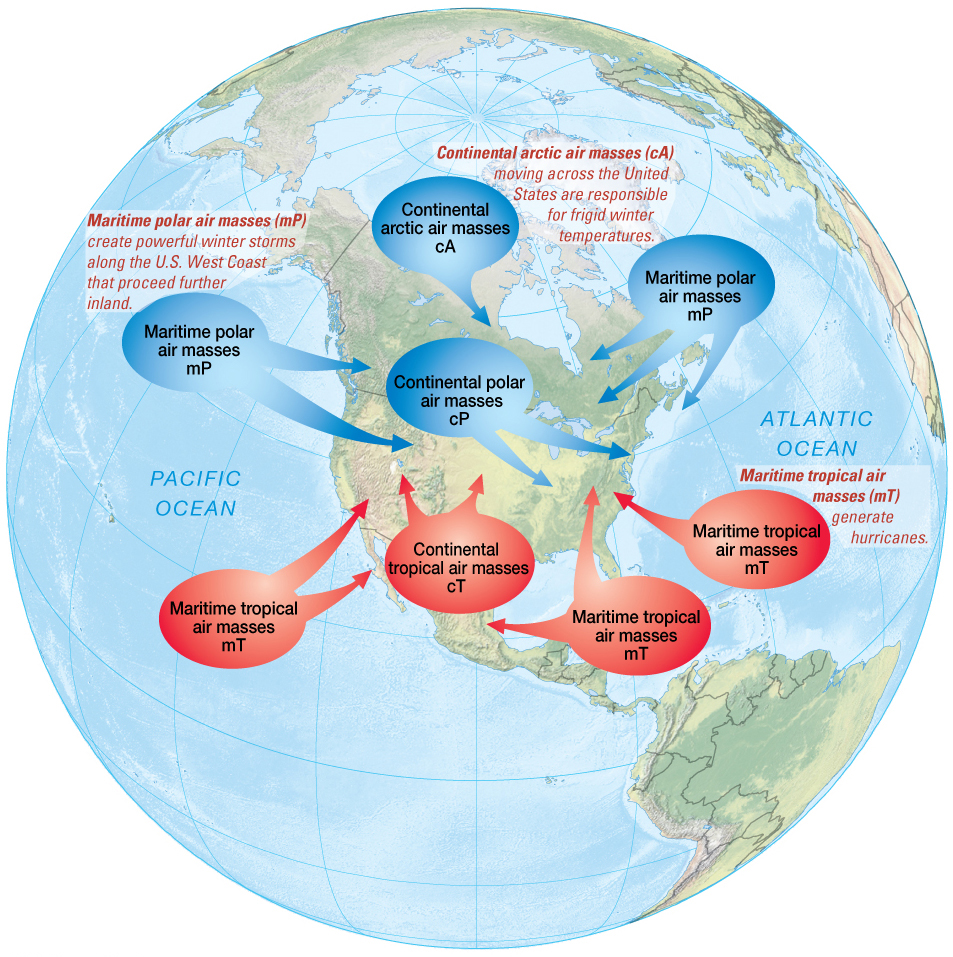 Continental arctic air masses (cA)
moving across the United
States are responsible
for frigid winter
temperatures.
Continental
arctic air masses
cA
Maritime polar air masses (mP)
create powerful winter storms
along the U.S. West Coast
that proceed further
inland.
Maritime polar
air masses
mP
Maritime polar
air masses
mP
Continental polar
air masses
cP
ATLANTIC
OCEAN
PACIFIC
OCEAN
Maritime tropical air
masses (mT)
generate
hurricanes.
Maritime tropical
air masses
mT
Continental
tropical air masses
cT
Maritime tropical
air masses
mT
Maritime tropical
air masses
mT